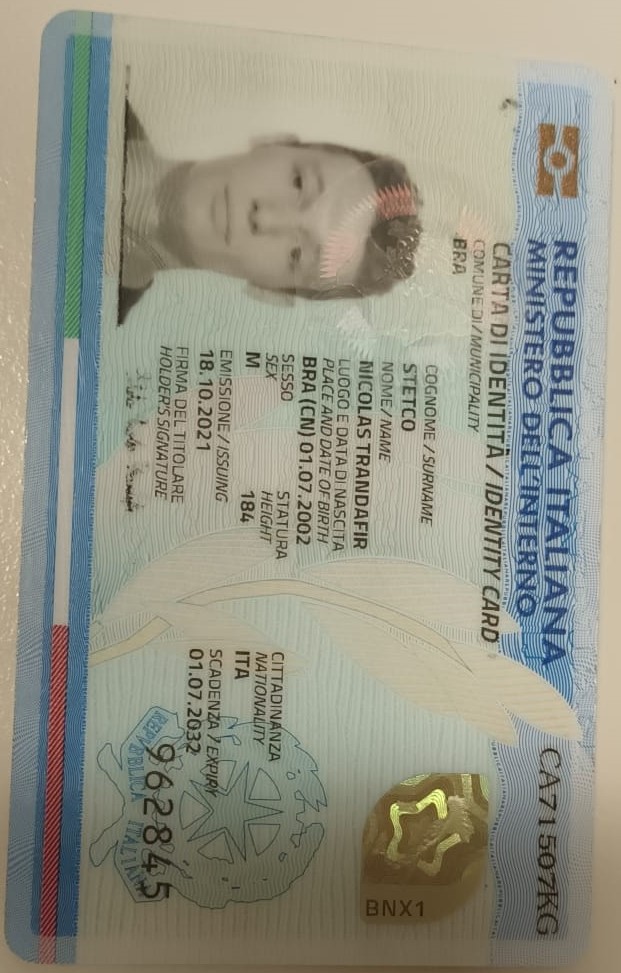 REPUBBLICA ITALIANA
MINISTERO DELL'INTERNO
CA71507KG
CARTA DI IDENTITÀ / IDENTITY CARD
COMUNE DI / MUNICIPALITY
BRA
COGNOME / SURNAME
STETCO
NOME / NAME
NICOLAS TRANDAFIR
LUOGO E DATA DI NASCITA
PLACE AND DATE OF BIRTH
BRA (CN) 01.07.2002
SESSO
SEX
M
STATURA
HEIGHT
184
CITTADINANZA
NATIONALITY
ITA
EMISSIONE / ISSUING
18.10.2021
SCADENZA / EXPIRY
01.07.2032
FIRMA DEL TITOLARE
HOLDER'S SIGNATURE
962845
REPVBBLICA ITALIANA
BNX1